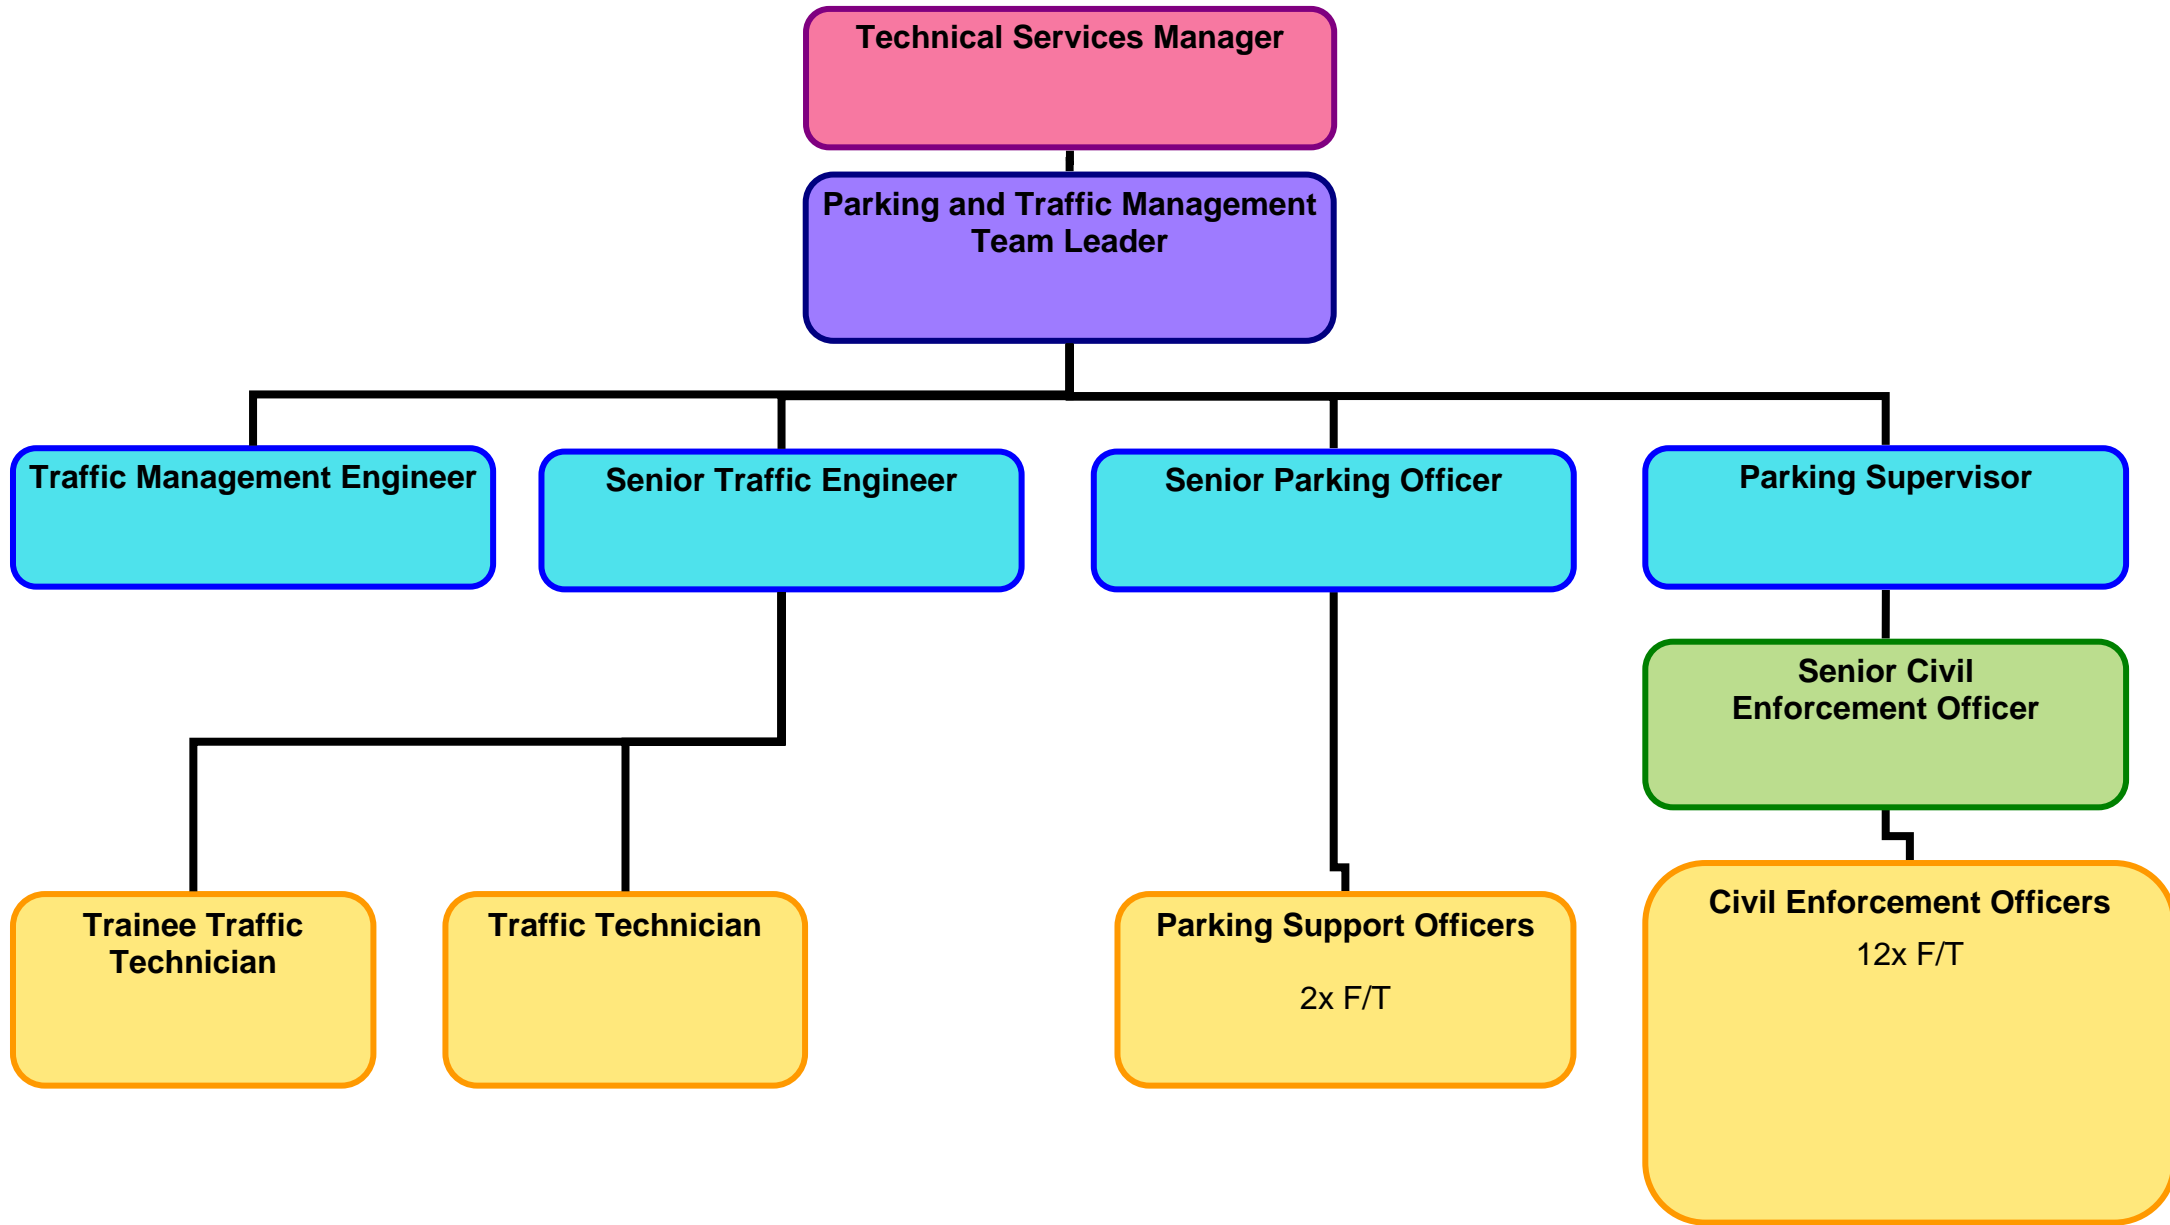 Technical Services Manager
Parking and Traffic Management
Team Leader
Traffic Management Engineer
Senior Traffic Engineer
Senior Parking Officer
Parking Supervisor
Senior Civil
Enforcement Officer
Trainee Traffic
Technician
Traffic Technician
Parking Support Officers
2x F/T
Civil Enforcement Officers
12x F/T